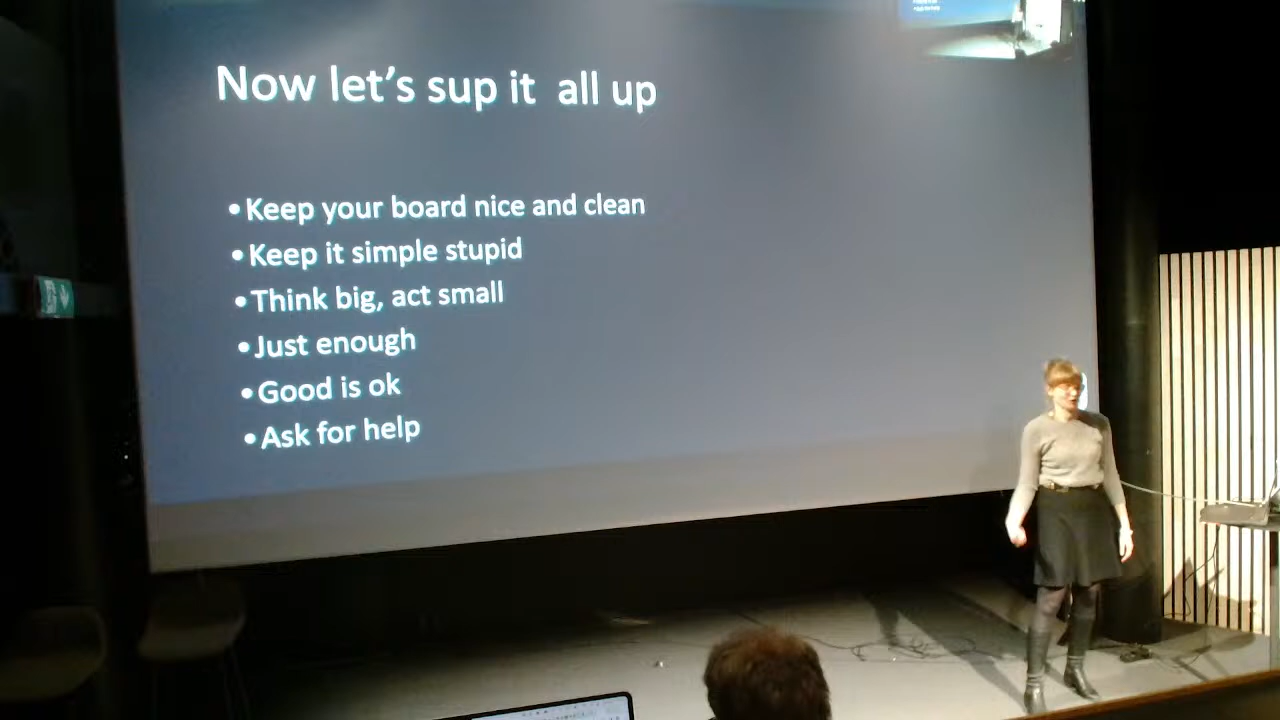 Now let's sup it all up
• Keep your board nice and clean
• Keep it simple stupid
• Think big, act small
• Just enough
• Good is ok
• Ask for help